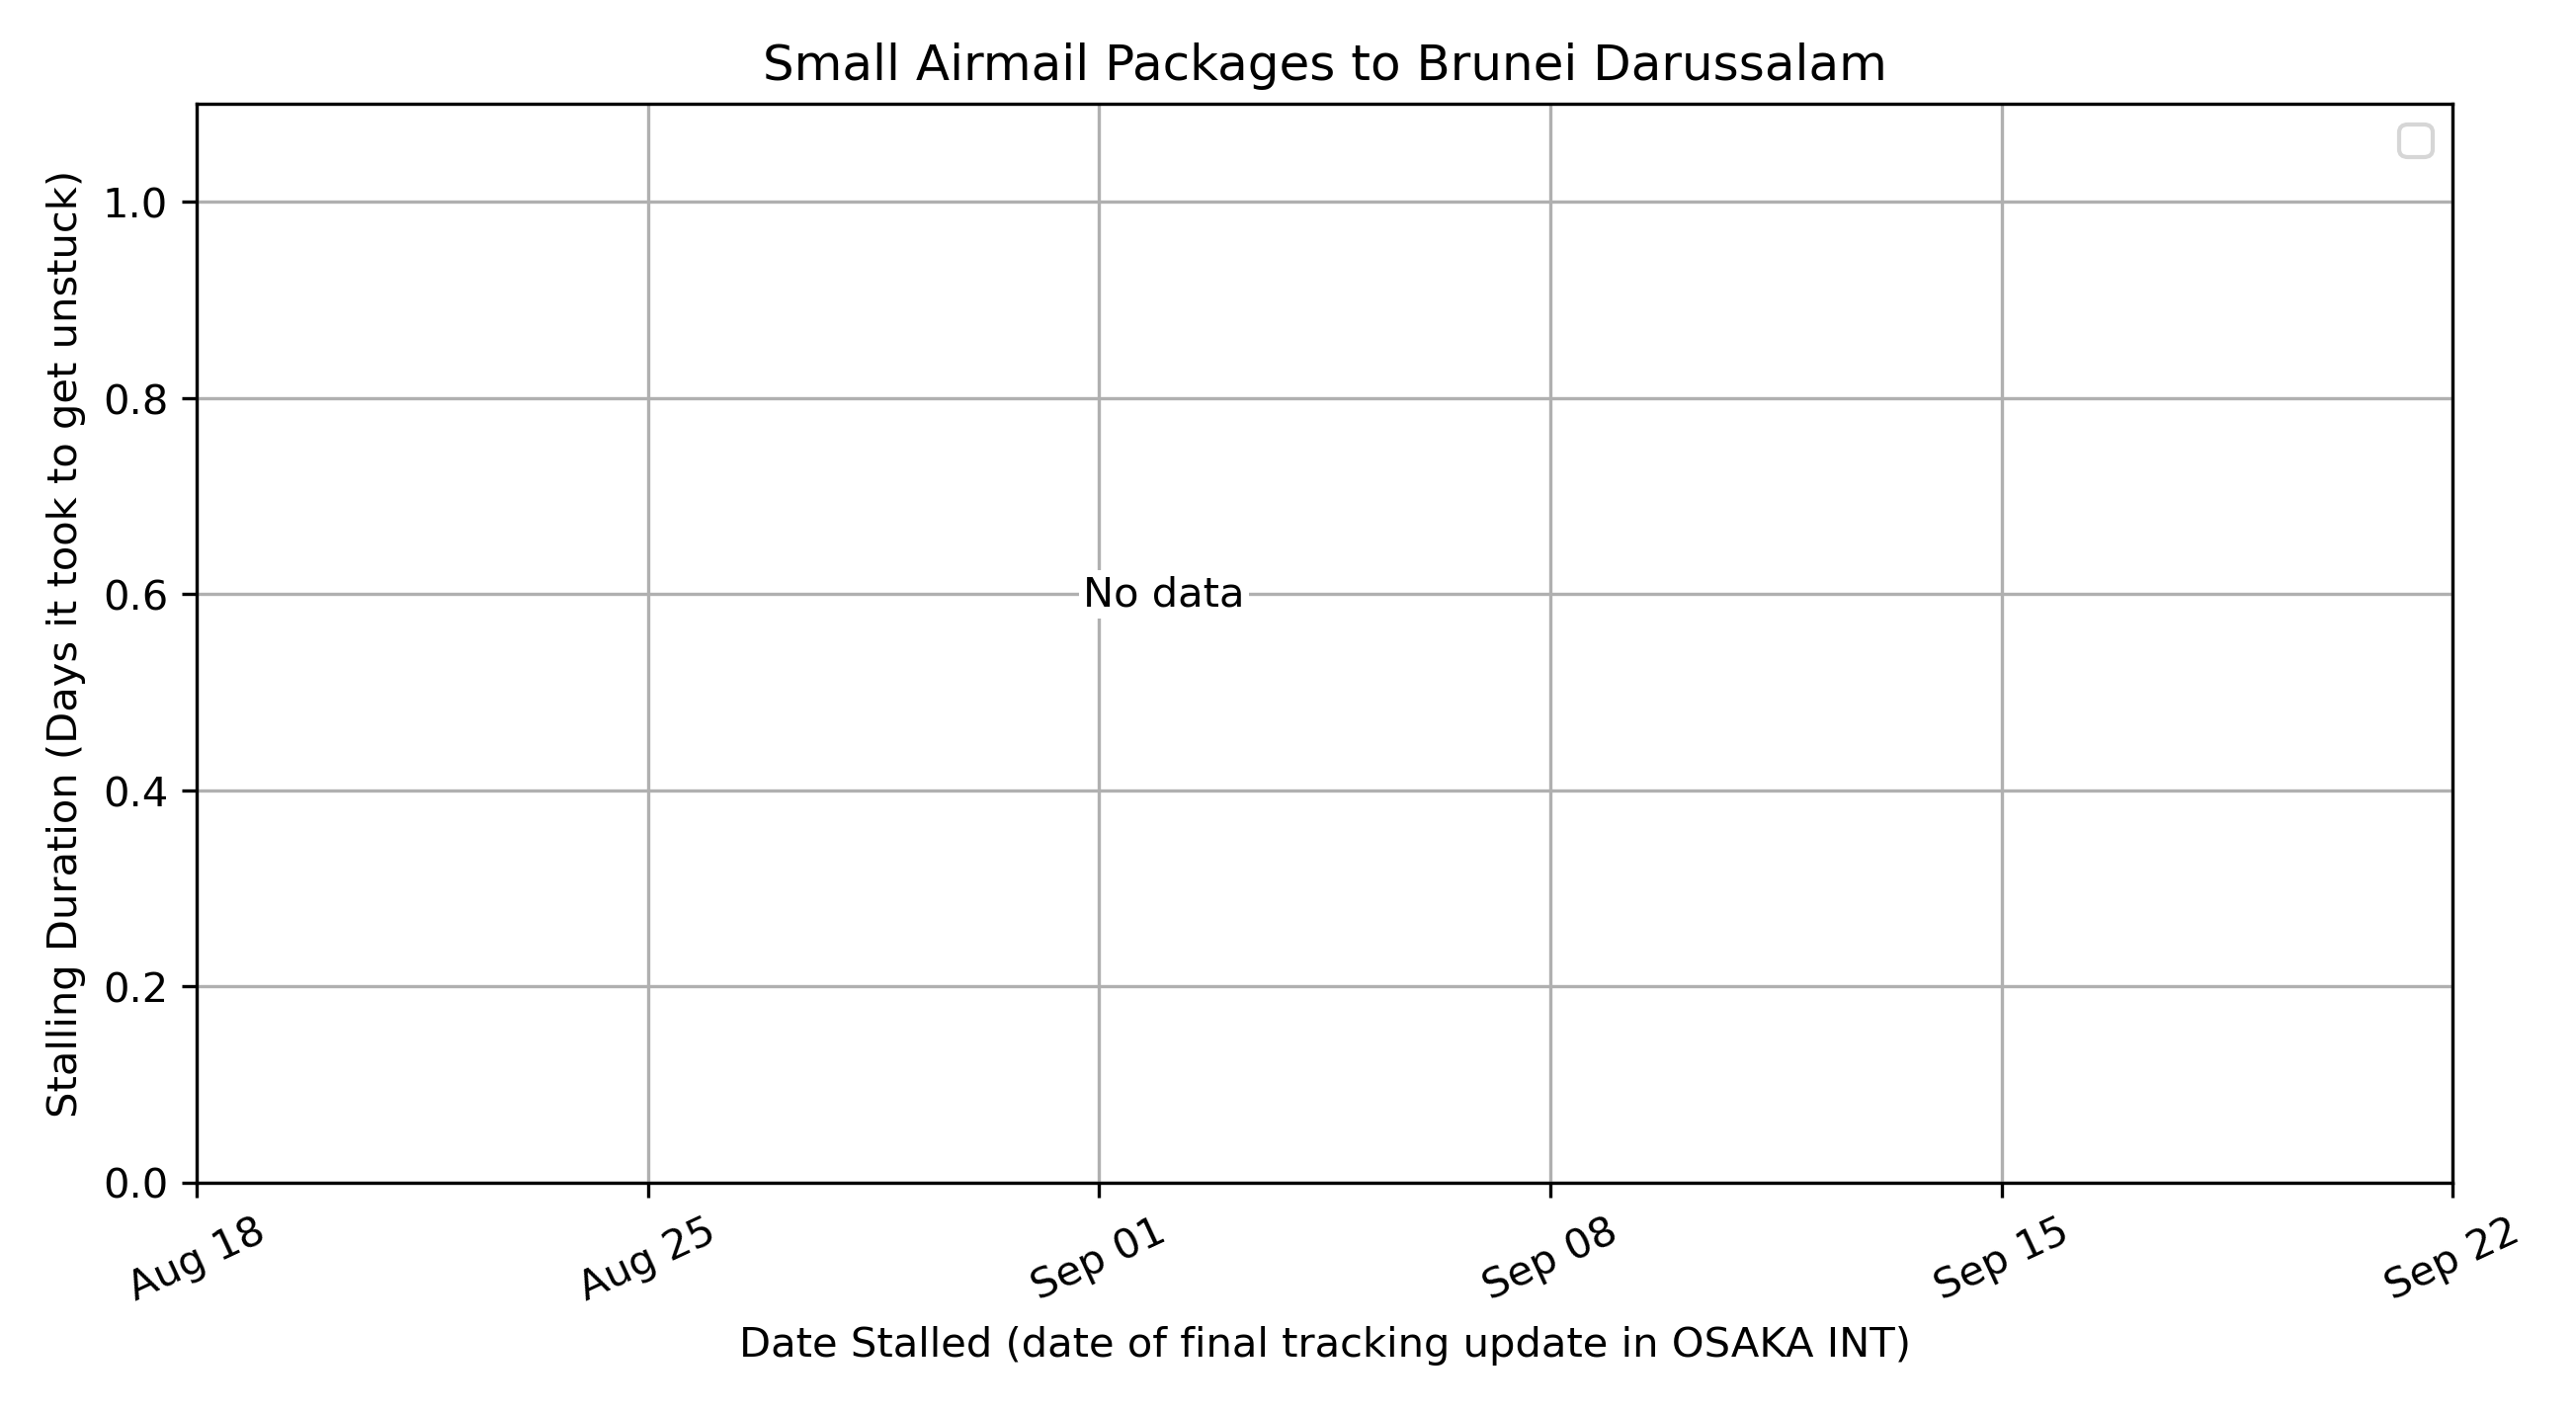 Small Airmail Packages to Brunei Darussalam
Stalling Duration (Days it took to get unstuck)
1.0
0.8
0.6
0.4
0.2
0.0
No data
Aug 18
Aug 25
Sep 01
Sep 08
Sep 15
Sep 22
Date Stalled (date of final tracking update in OSAKA INT)